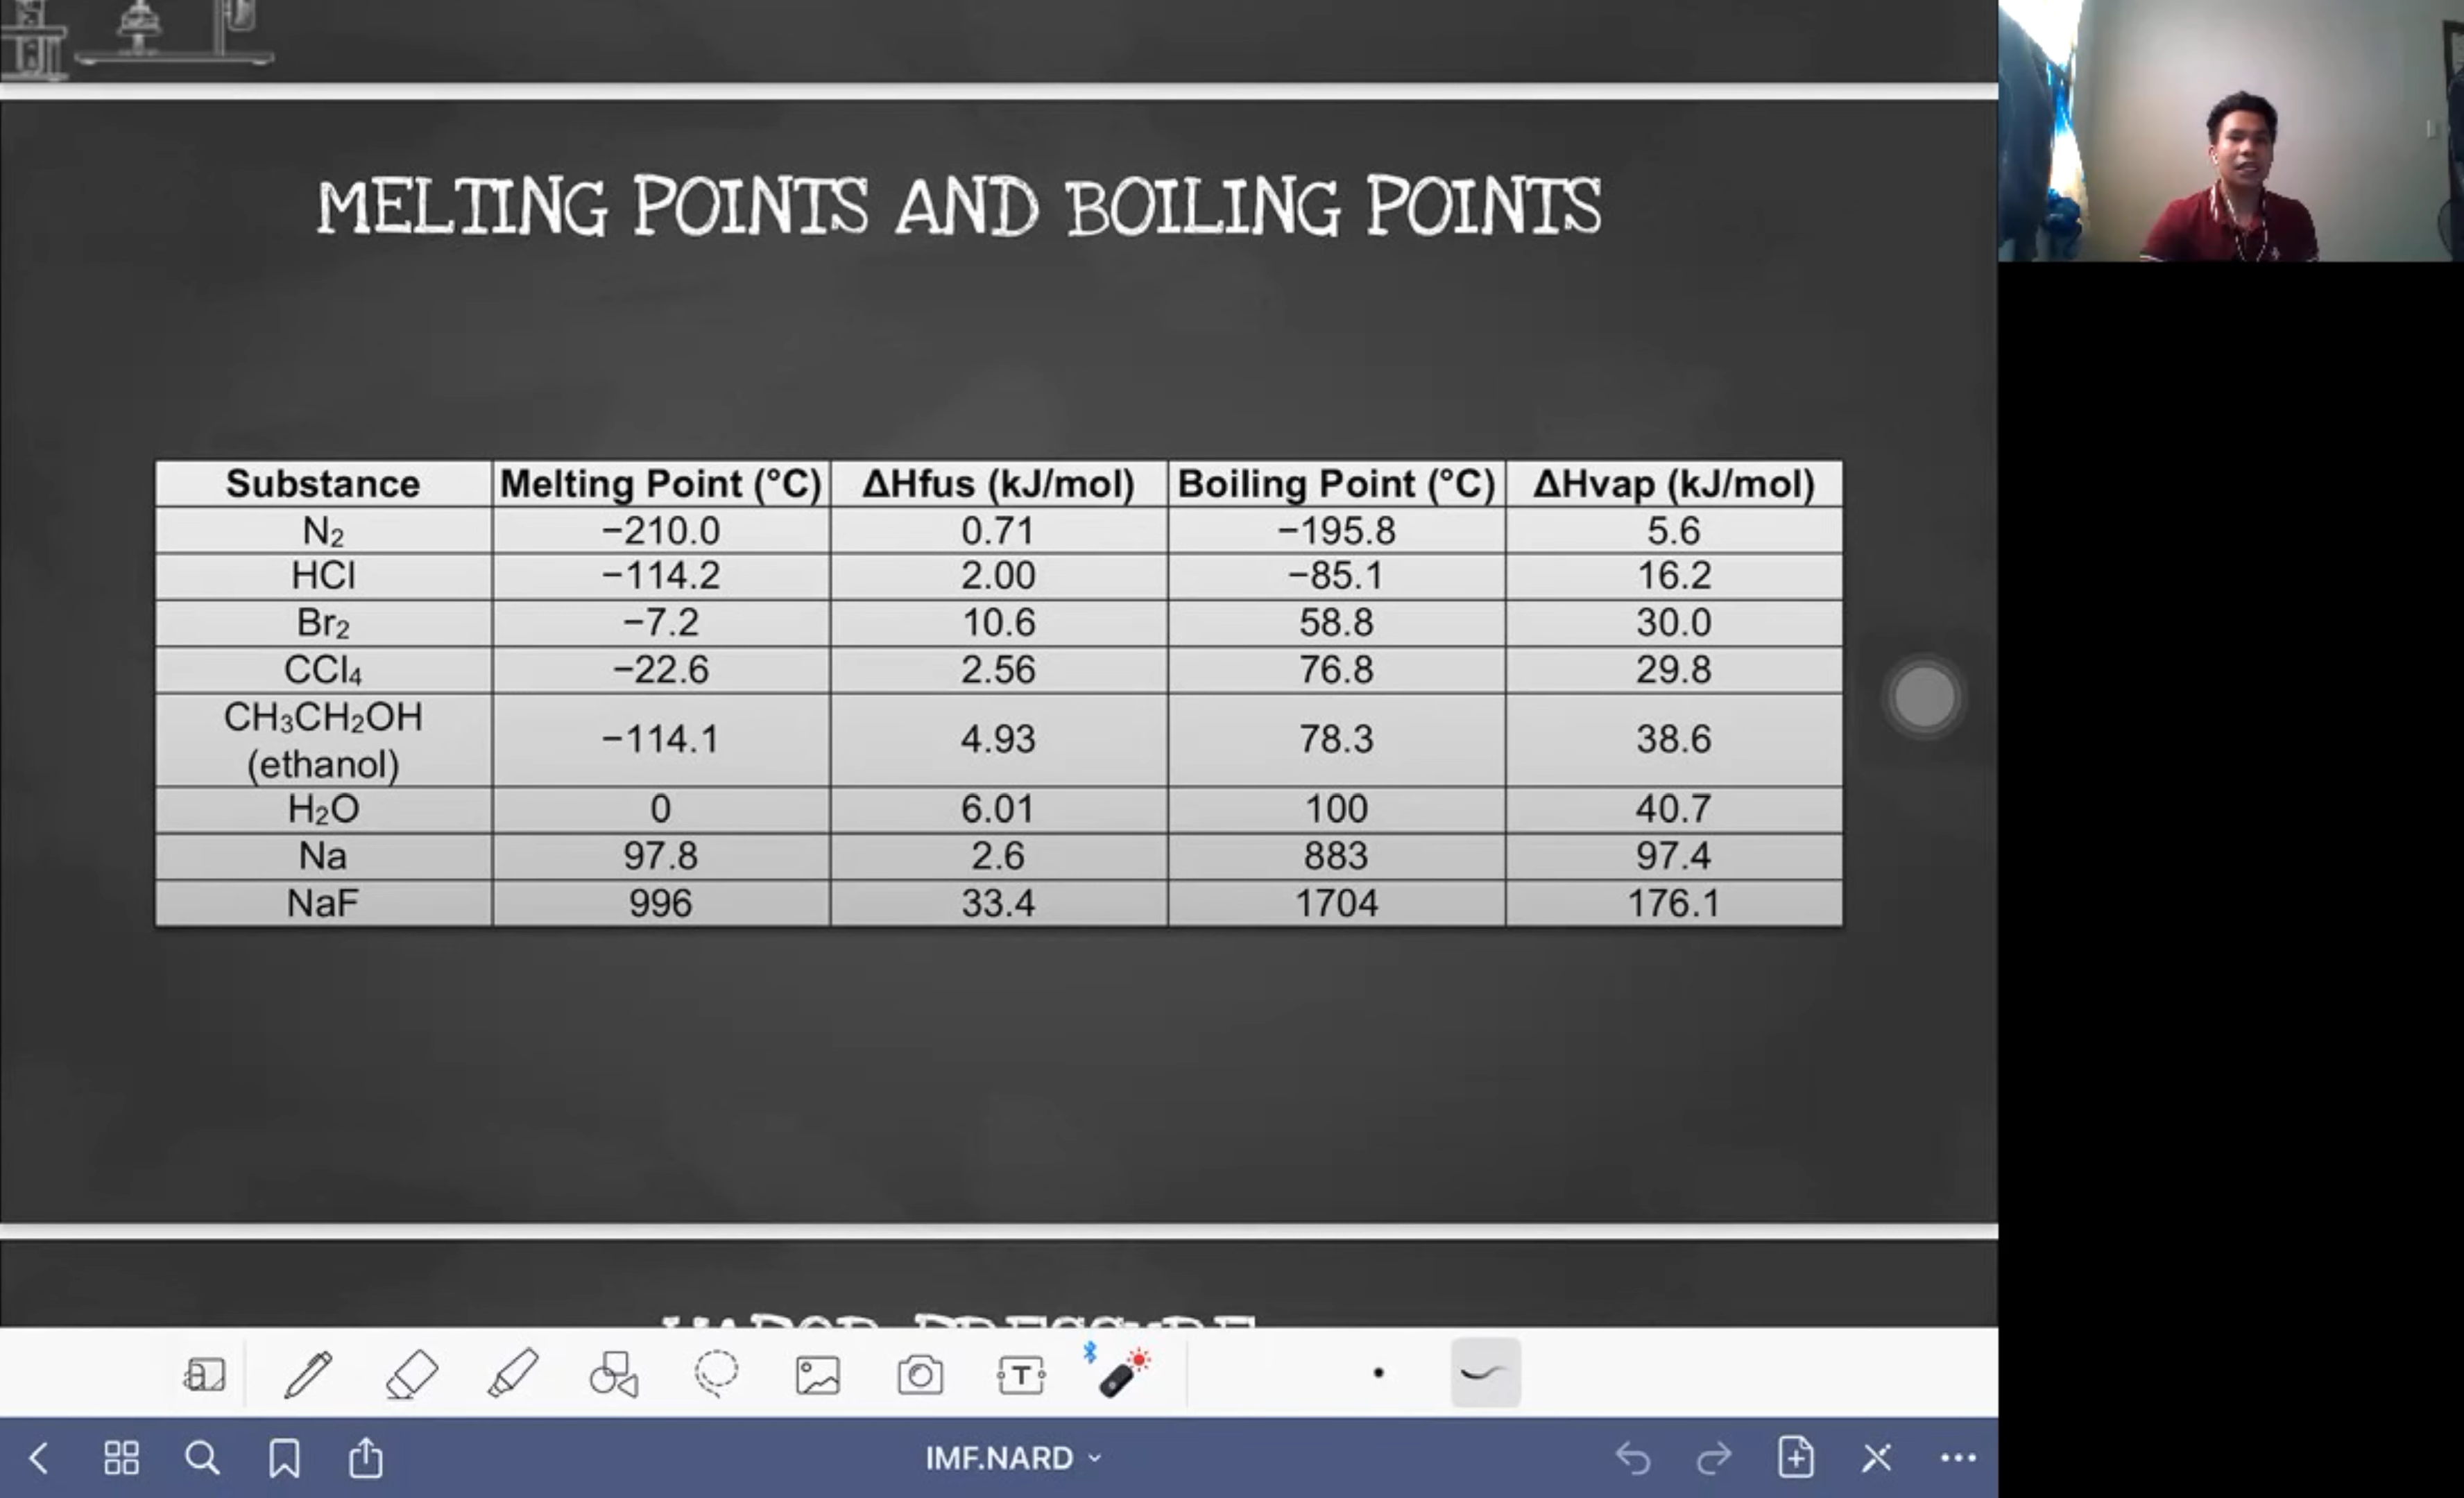 MELTING POINTS AND BOILING POINTS
Substance Melting Point (°C) ΔHfus (kJ/mol) Boiling Point (°C) ΔHvap (kJ/mol)
N₂ −210.0 0.71 −195.8 5.6
HCl −114.2 2.00 −85.1 16.2
Br₂ −7.2 10.6 58.8 30.0
CCl₄ −22.6 2.56 76.8 29.8
CH₃CH₂OH
(ethanol) −114.1 4.93 78.3 38.6
H₂O 0 6.01 100 40.7
Na 97.8 2.6 883 97.4
NaF 996 33.4 1704 176.1
VAPOR PRESSURE
IMF.NARD